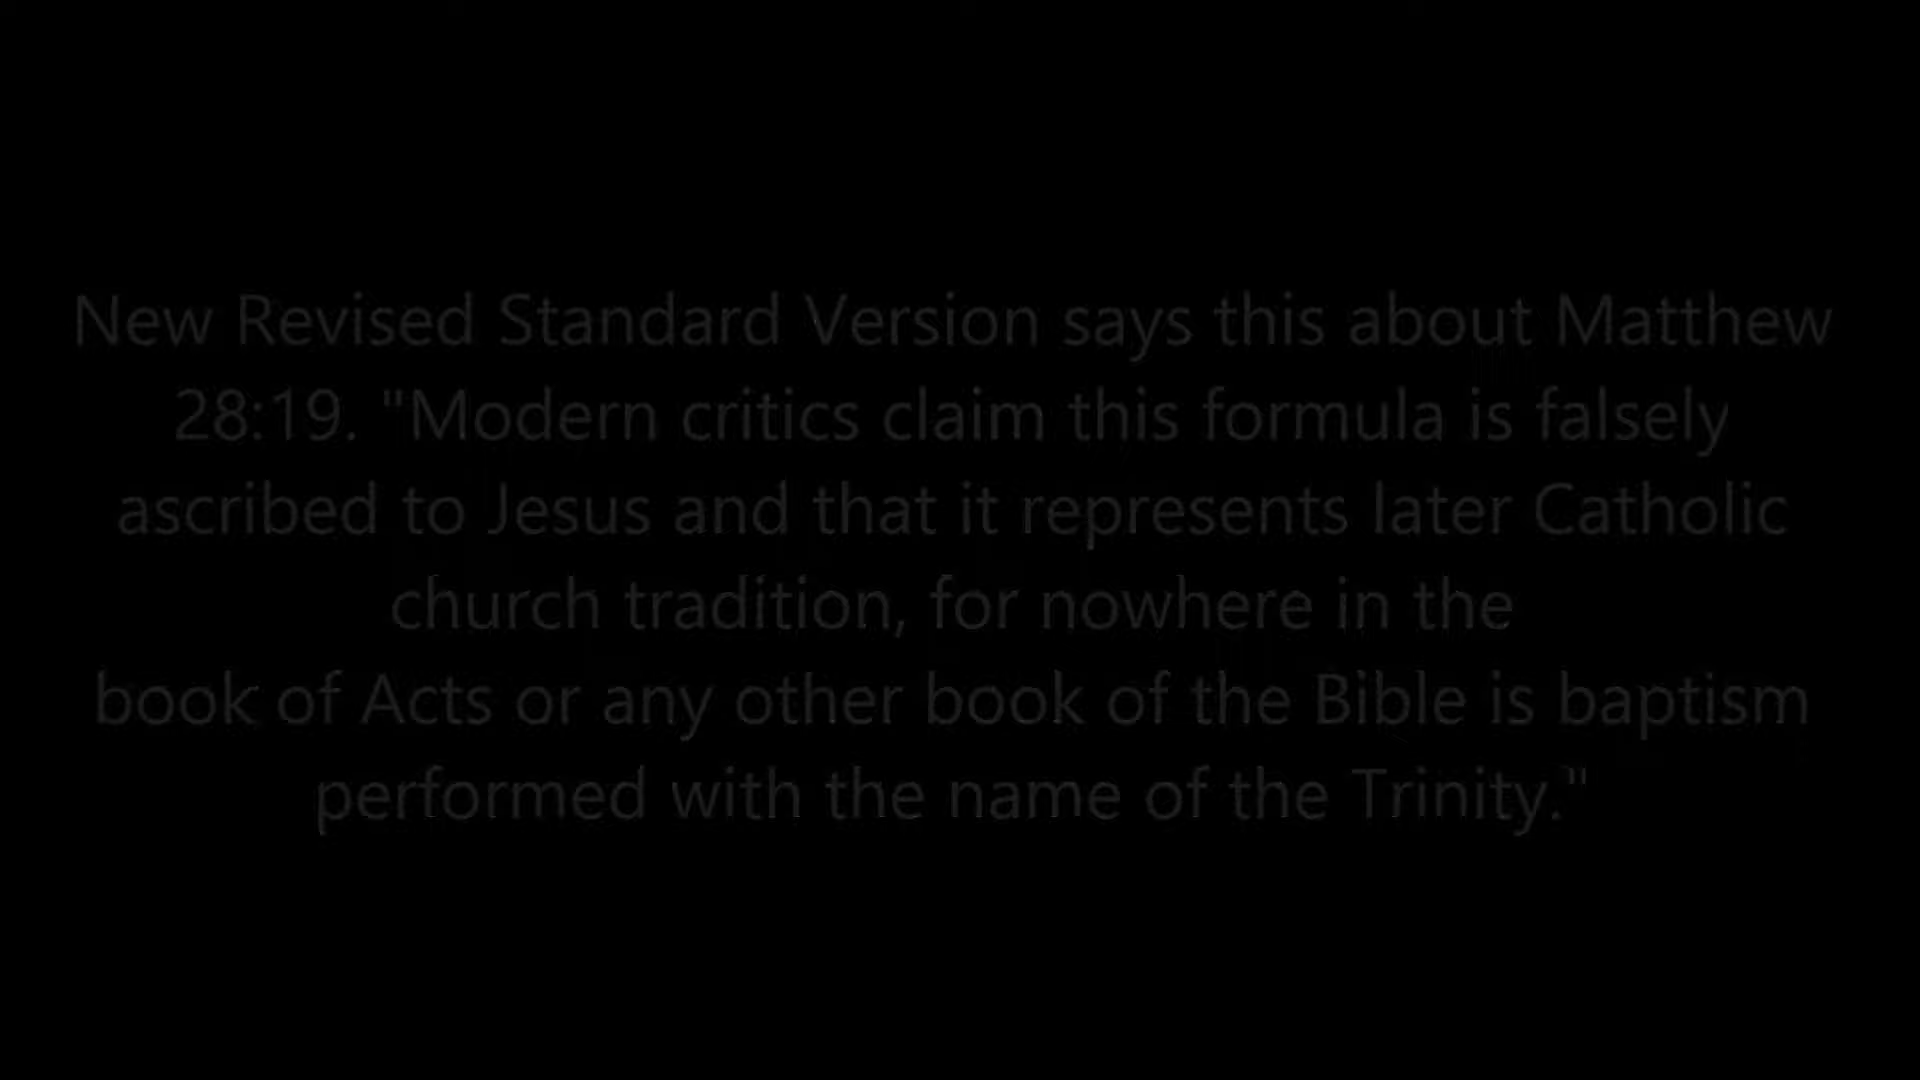 New Revised Standard Version says this about Matthew
28:19. "Modern critics claim this formula is falsely
ascribed to Jesus and that it represents later Catholic
church tradition, for nowhere in the
book of Acts or any other book of the Bible is baptism
performed with the name of the Trinity."